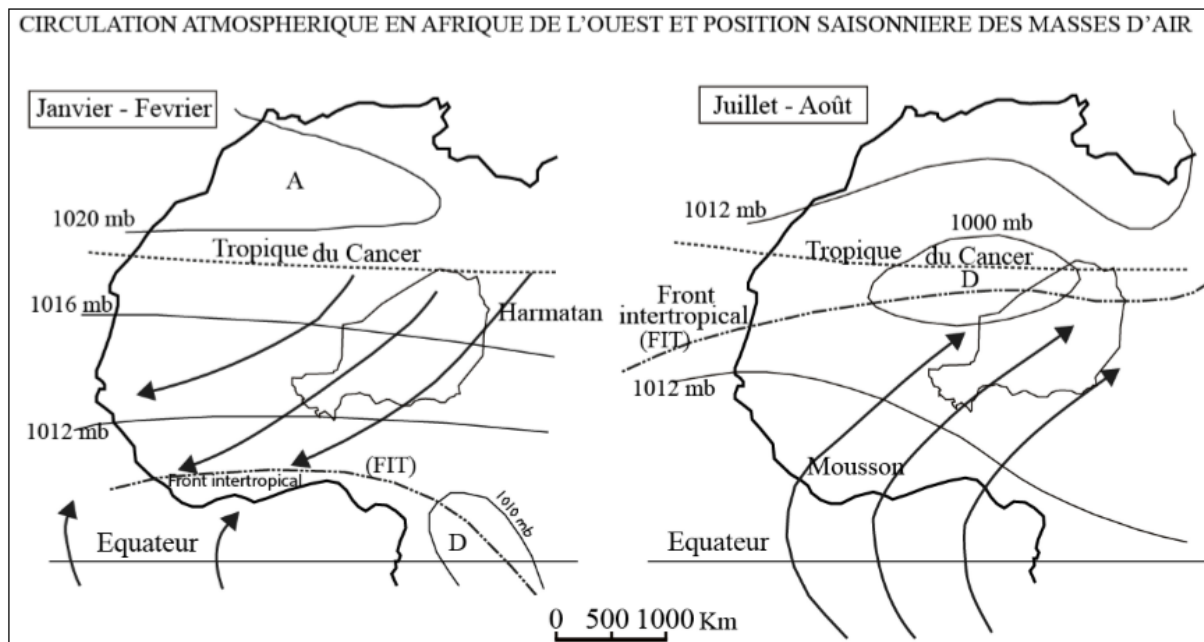 CIRCULATION ATMOSPHERIQUE EN AFRIQUE DE L'OUEST ET POSITION SAISONNIERE DES MASSES D'AIR
Janvier - Fevrier
A
1020 mb
Tropique du Cancer
1016 mb
Harmatan
1012 mb
(FIT)
Front intertropical
1010 mb
Equateur
D
Juillet - Août
1012 mb
1000 mb
Tropique du Cancer
D
Front
intertropical
(FIT)
1012 mb
Mousson
Equateur
0 500 1000 Km